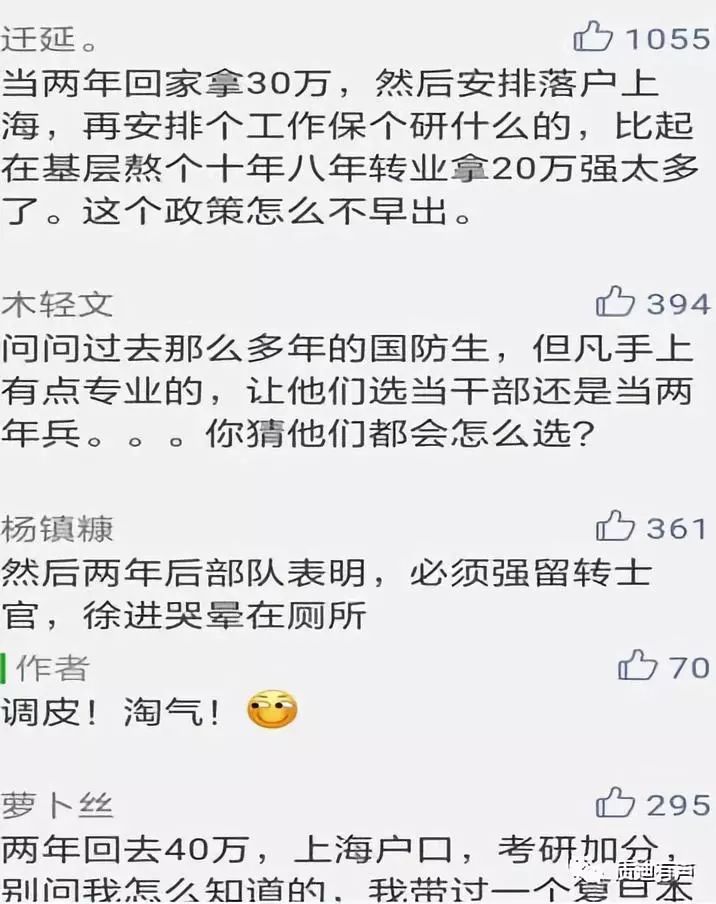 迁延。 1055
当两年回家拿30万，然后安排落户上
海，再安排个工作保个研什么的，比起
在基层熬个十年八年转业拿20万强太多
了。这个政策怎么不早出。
木轻文 394
问问过去那么多年的国防生，但凡手上
有点专业的，让他们选当干部还是当两
年兵。。。你猜他们都会怎么选？
杨镇糠 361
然后两年后部队表明，必须强留转士
官，徐进哭晕在厕所
作者 70
调皮！淘气！
萝卜丝 295
两年回去40万，上海户口，考研加分，
别问我怎么知道的，我带过一个复旦本